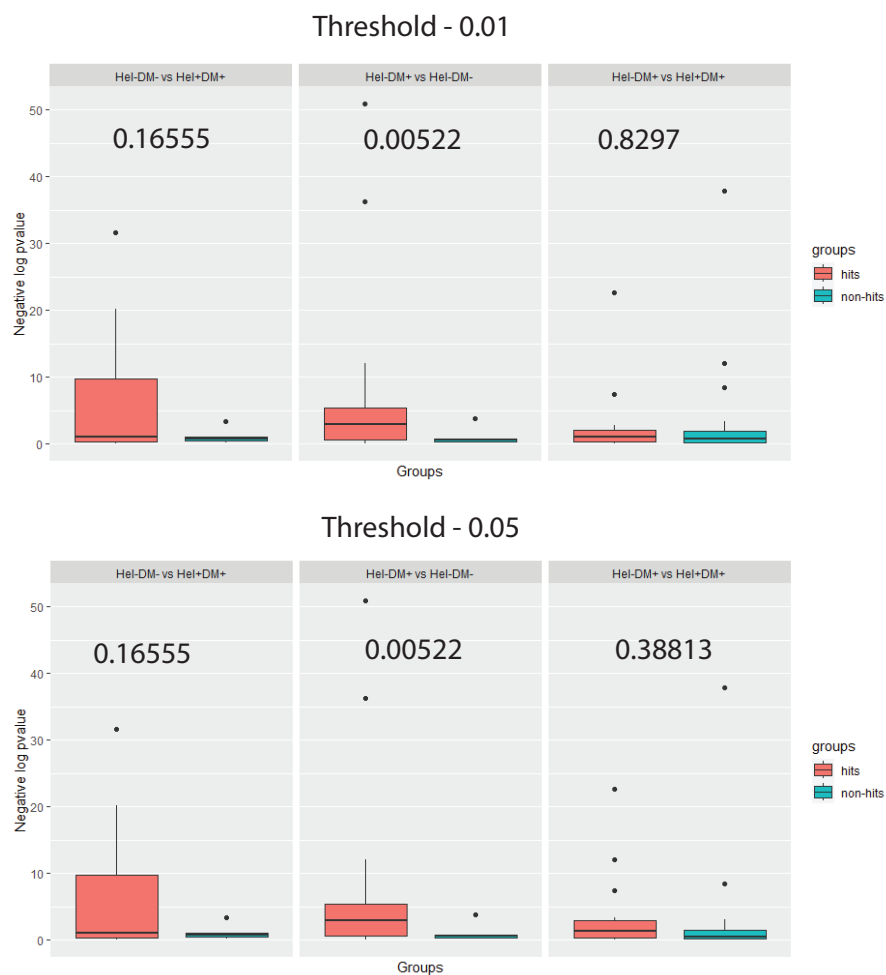 Threshold - 0.01
Hel-DM- vs Hel+DM+
Hel-DM+ vs Hel-DM-
Hel-DM+ vs Hel+DM+
0.16555
0.00522
0.8297
50
40
30
20
10
0
Negative log pvalue
Groups
groups
hits
non-hits
Threshold - 0.05
Hel-DM- vs Hel+DM+
Hel-DM+ vs Hel-DM-
Hel-DM+ vs Hel+DM+
0.16555
0.00522
0.38813
50
40
30
20
10
0
Negative log pvalue
Groups
groups
hits
non-hits